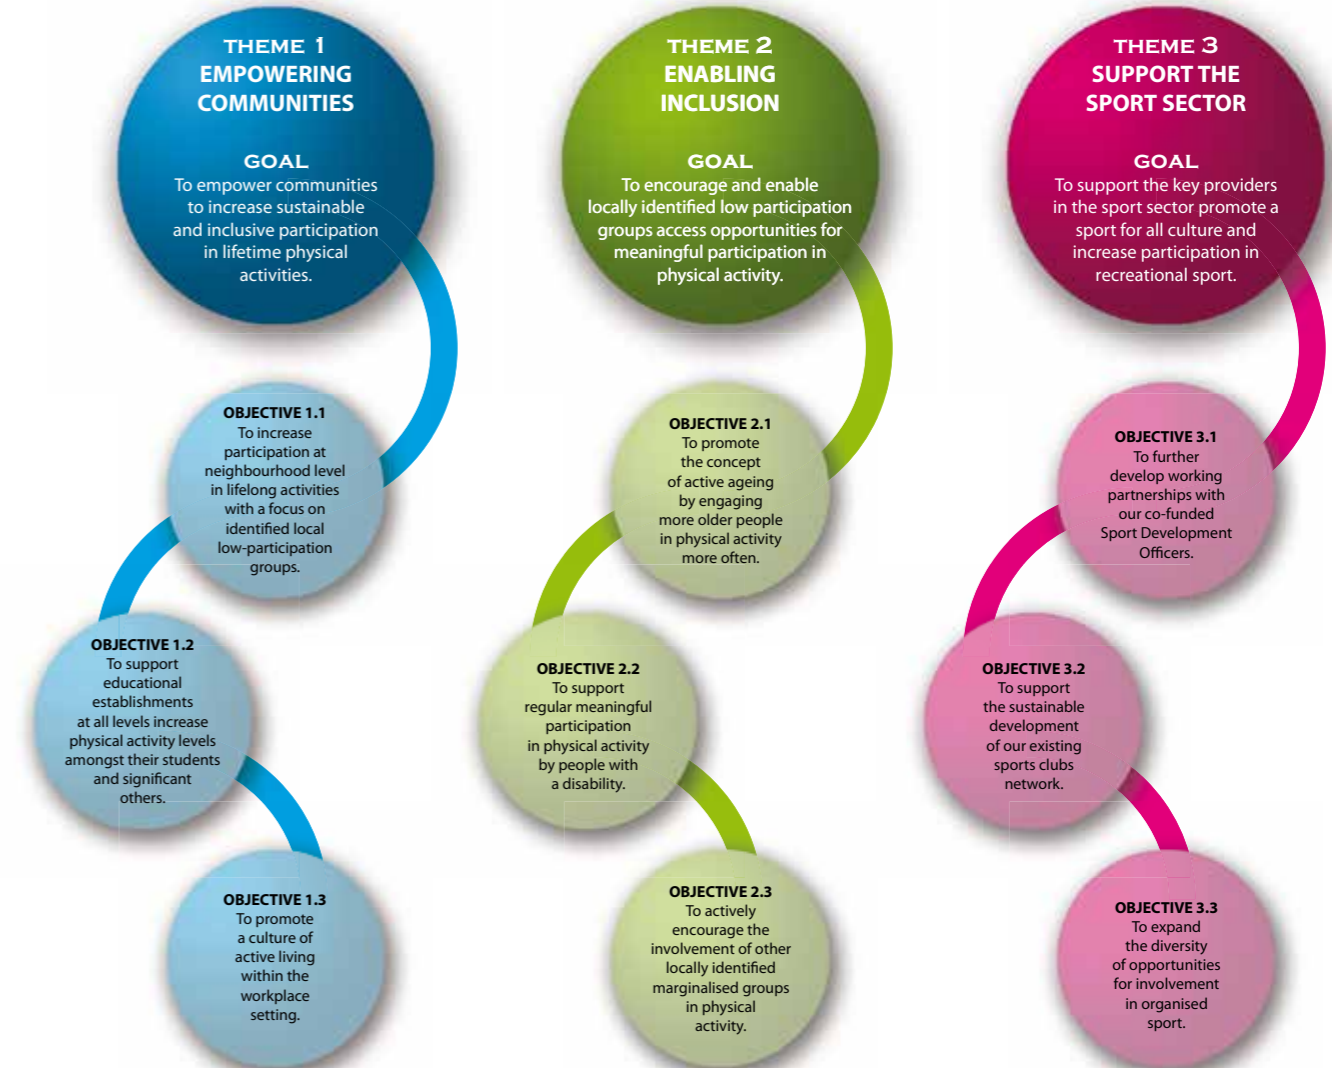 THEME 1
EMPOWERING
COMMUNITIES
GOAL
To empower communities
to increase sustainable
and inclusive participation
in lifetime physical
activities.
OBJECTIVE 1.1
To increase
participation at
neighbourhood level
in lifelong activities
with a focus on
identified local
low-participation
groups.
OBJECTIVE 1.2
To support
educational
establishments
at all levels increase
physical activity levels
amongst their students
and significant
others.
OBJECTIVE 1.3
To promote
a culture of
active living
within the
workplace
setting.
THEME 2
ENABLING
INCLUSION
GOAL
To encourage and enable
locally identified low participation
groups access opportunities for
meaningful participation in
physical activity.
OBJECTIVE 2.1
To promote
the concept
of active ageing
by engaging
more older people
in physical activity
more often.
OBJECTIVE 2.2
To support
regular meaningful
participation
in physical activity
by people with
a disability.
OBJECTIVE 2.3
To actively
encourage the
involvement of other
locally identified
marginalised groups
in physical
activity.
THEME 3
SUPPORT THE
SPORT SECTOR
GOAL
To support the key providers
in the sport sector promote a
sport for all culture and
increase participation in
recreational sport.
OBJECTIVE 3.1
To further
develop working
partnerships with
our co-funded
Sport Development
Officers.
OBJECTIVE 3.2
To support
the sustainable
development
of our existing
sports clubs
network.
OBJECTIVE 3.3
To expand
the diversity
of opportunities
for involvement
in organised
sport.